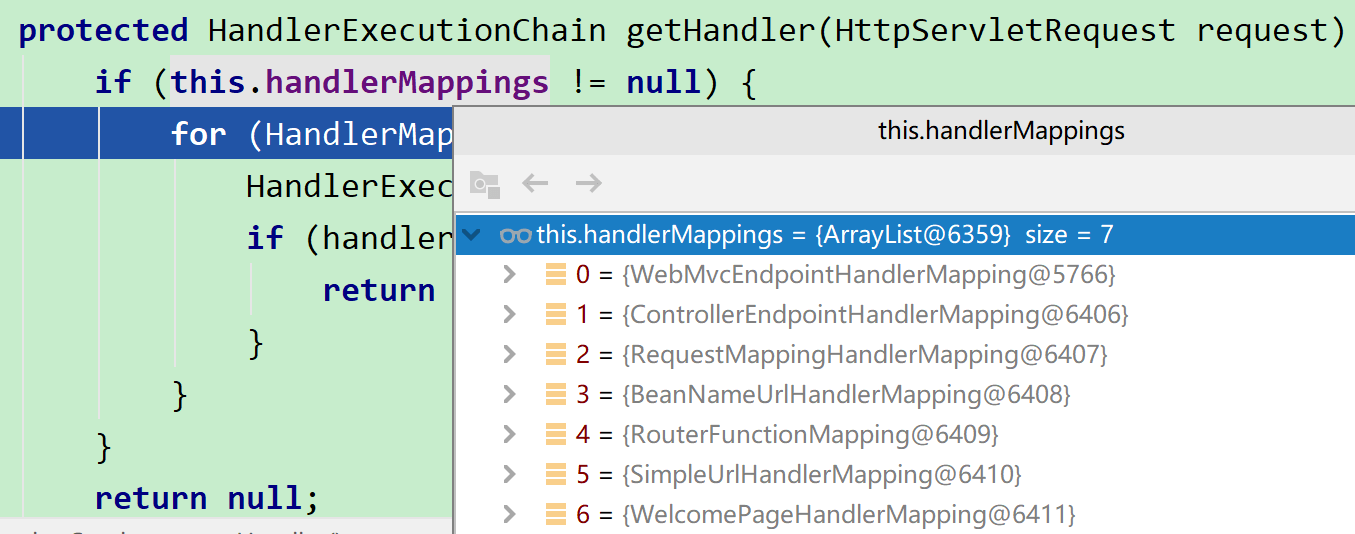 protected HandlerExecutionChain getHandler(HttpServletRequest request)
if (this.handlerMappings != null) {
for (HandlerMap
HandlerExec
if (handler
return
}
}
}
return null;
this.handlerMappings
this.handlerMappings = {ArrayList@6359} size = 7
0 = {WebMvcEndpointHandlerMapping@5766}
1 = {ControllerEndpointHandlerMapping@6406}
2 = {RequestMappingHandlerMapping@6407}
3 = {BeanNameUrlHandlerMapping@6408}
4 = {RouterFunctionMapping@6409}
5 = {SimpleUrlHandlerMapping@6410}
6 = {WelcomePageHandlerMapping@6411}